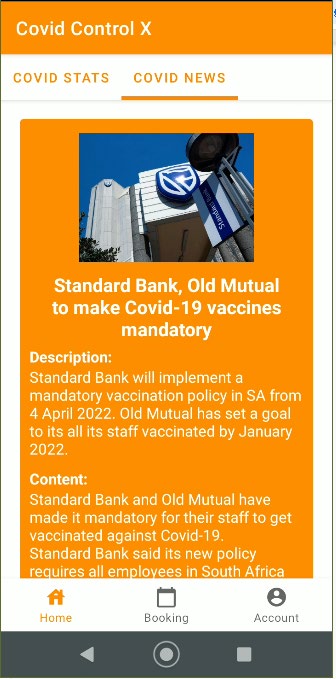 Covid Control X
COVID STATS COVID NEWS
Standard Bank
Standard Bank, Old Mutual
to make Covid-19 vaccines
mandatory
Description:
Standard Bank will implement a
mandatory vaccination policy in SA from
4 April 2022. Old Mutual has set a goal
to its all its staff vaccinated by January
2022.
Content:
Standard Bank and Old Mutual have
made it mandatory for their staff to get
vaccinated against Covid-19.
Standard Bank said its new policy
requires all employees in South Africa
Home Booking Account